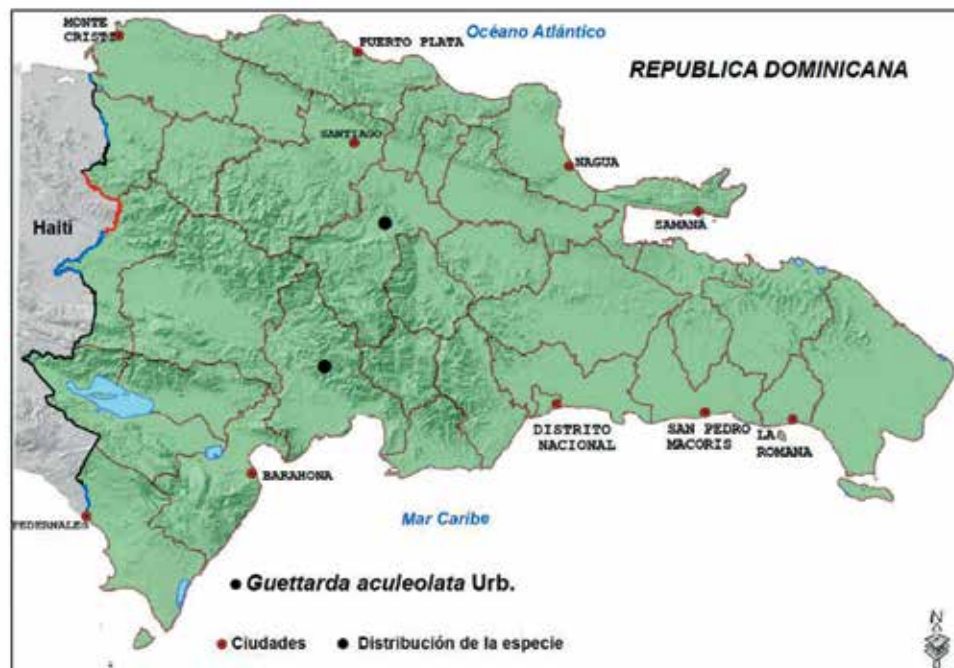 MONTE
CRISTI
PUERTO PLATA
Océano Atlántico
REPUBLICA DOMINICANA
SANTIAGO
NAGUA
Haiti
SAMANÁ
DISTRITO
NACIONAL
SAN PEDRO
MACORIS
LA
ROMANA
BARAHONA
Mar Caribe
PEDERNALES
Guettarda aculeolata Urb.
Ciudades
Distribución de la especie
N